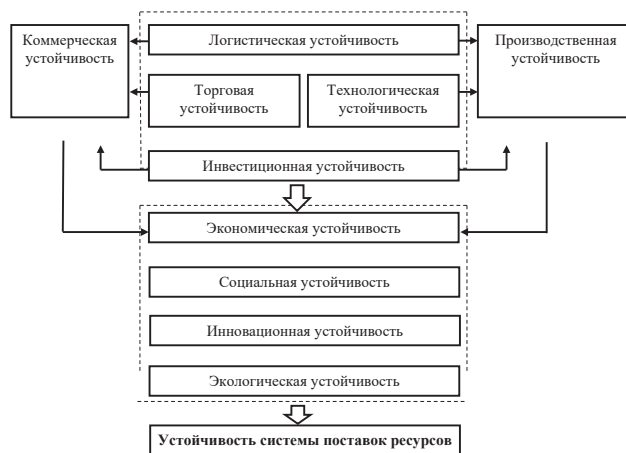 Коммерческая
устойчивость
Логистическая устойчивость
Производственная
устойчивость
Торговая
устойчивость
Технологическая
устойчивость
Инвестиционная устойчивость
Экономическая устойчивость
Социальная устойчивость
Инновационная устойчивость
Экологическая устойчивость
Устойчивость системы поставок ресурсов